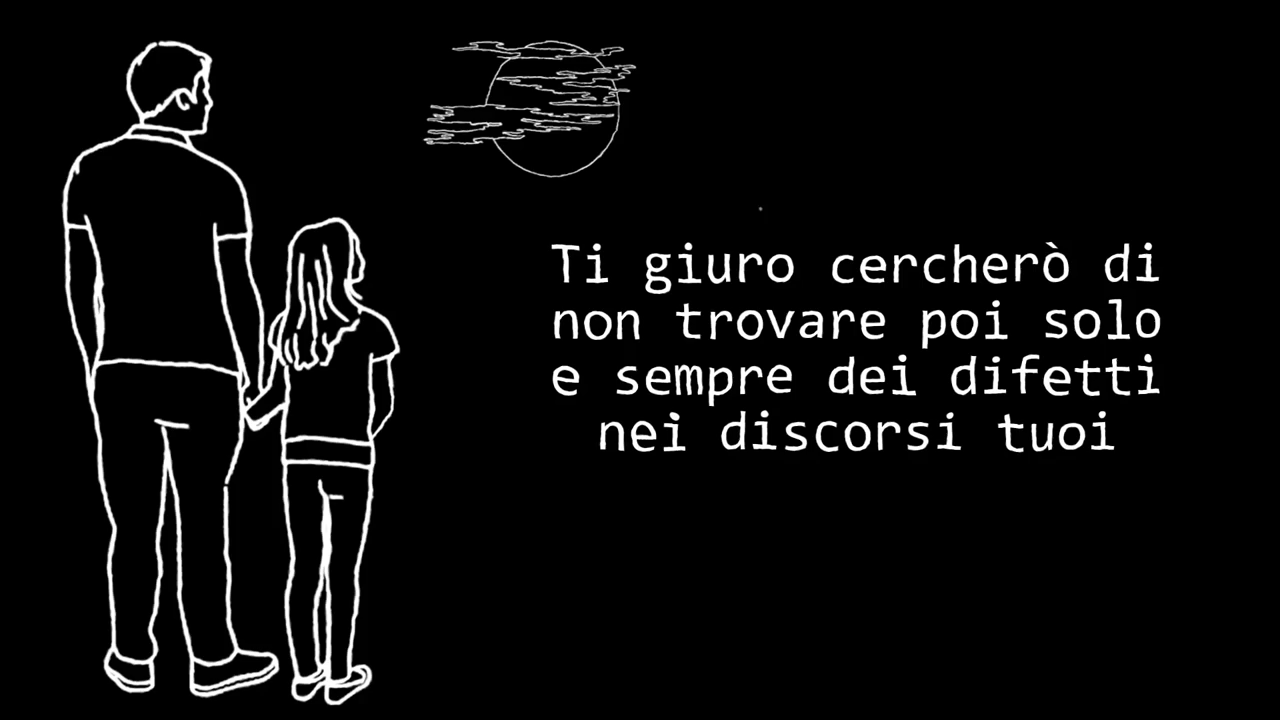 Ti giuro cercherò di
non trovare poi solo
e sempre dei difetti
nei discorsi tuoi